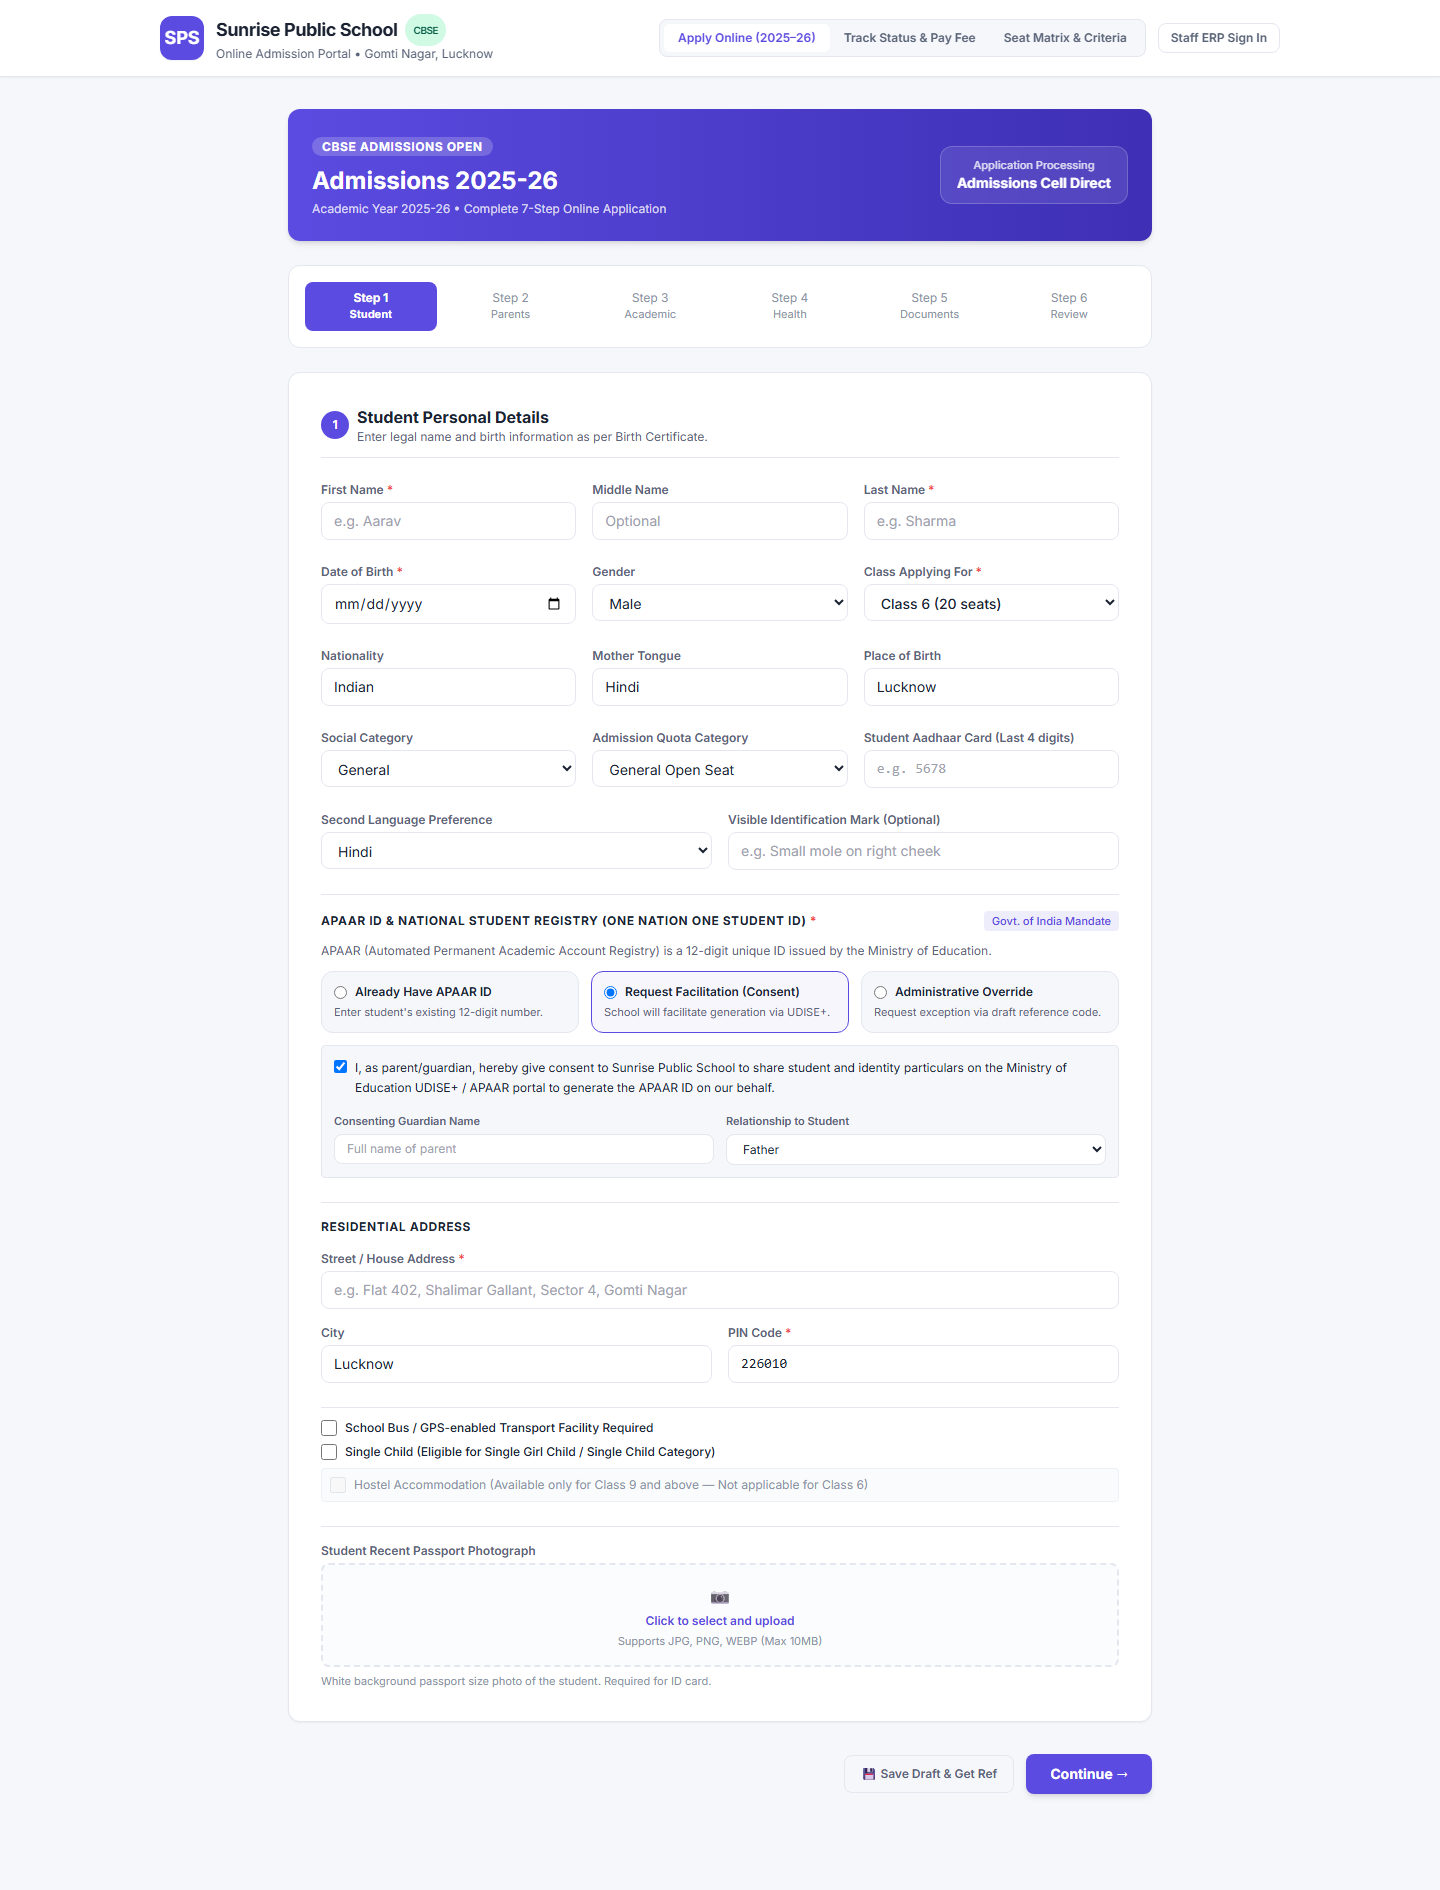 SPS
Sunrise Public School CBSE
Online Admission Portal • Gomti Nagar, Lucknow
Apply Online (2025–26)
Track Status & Pay Fee
Seat Matrix & Criteria
Staff ERP Sign In
CBSE ADMISSIONS OPEN
Admissions 2025-26
Academic Year 2025-26 • Complete 7-Step Online Application
Application Processing
Admissions Cell Direct
Step 1
Student
Step 2
Parents
Step 3
Academic
Step 4
Health
Step 5
Documents
Step 6
Review
1
Student Personal Details
Enter legal name and birth information as per Birth Certificate.
First Name *
e.g. Aarav
Middle Name
Optional
Last Name *
e.g. Sharma
Date of Birth *
mm/dd/yyyy
Gender
Male
Class Applying For *
Class 6 (20 seats)
Nationality
Indian
Mother Tongue
Hindi
Place of Birth
Lucknow
Social Category
General
Admission Quota Category
General Open Seat
Student Aadhaar Card (Last 4 digits)
e.g. 5678
Second Language Preference
Hindi
Visible Identification Mark (Optional)
e.g. Small mole on right cheek
APAAR ID & NATIONAL STUDENT REGISTRY (ONE NATION ONE STUDENT ID) *
Govt. of India Mandate
APAAR (Automated Permanent Academic Account Registry) is a 12-digit unique ID issued by the Ministry of Education.
Already Have APAAR ID
Enter student's existing 12-digit number.
Request Facilitation (Consent)
School will facilitate generation via UDISE+.
Administrative Override
Request exception via draft reference code.
I, as parent/guardian, hereby give consent to Sunrise Public School to share student and identity particulars on the Ministry of
Education UDISE+ / APAAR portal to generate the APAAR ID on our behalf.
Consenting Guardian Name
Full name of parent
Relationship to Student
Father
RESIDENTIAL ADDRESS
Street / House Address *
e.g. Flat 402, Shalimar Gallant, Sector 4, Gomti Nagar
City
Lucknow
PIN Code *
226010
School Bus / GPS-enabled Transport Facility Required
Single Child (Eligible for Single Girl Child / Single Child Category)
Hostel Accommodation (Available only for Class 9 and above — Not applicable for Class 6)
Student Recent Passport Photograph
Click to select and upload
Supports JPG, PNG, WEBP (Max 10MB)
White background passport size photo of the student. Required for ID card.
Save Draft & Get Ref
Continue →